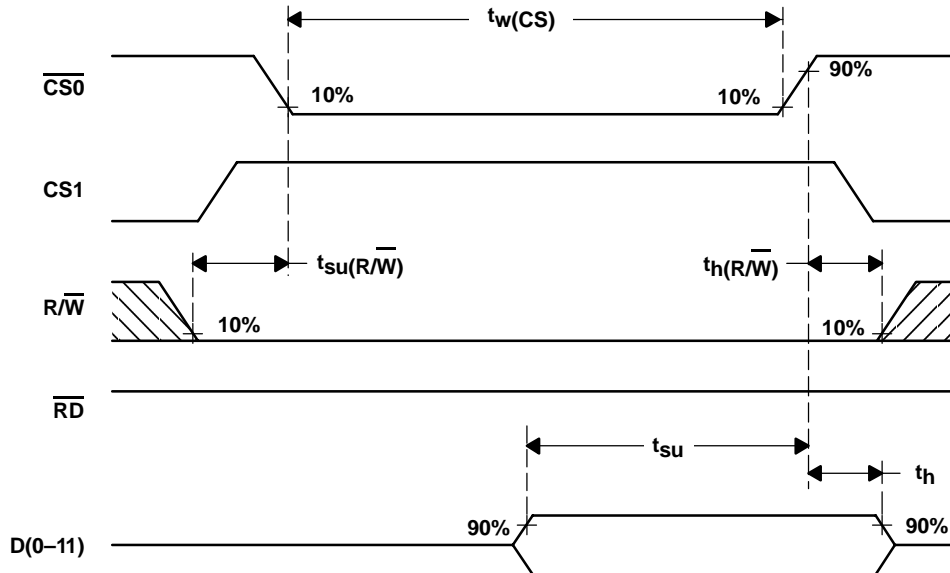 tw(CS)
CS0
10%
10%
90%
CS1
tsu(R/W)
th(R/W)
R/W
10%
10%
RD
tsu
th
90%
90%
D(0–11)